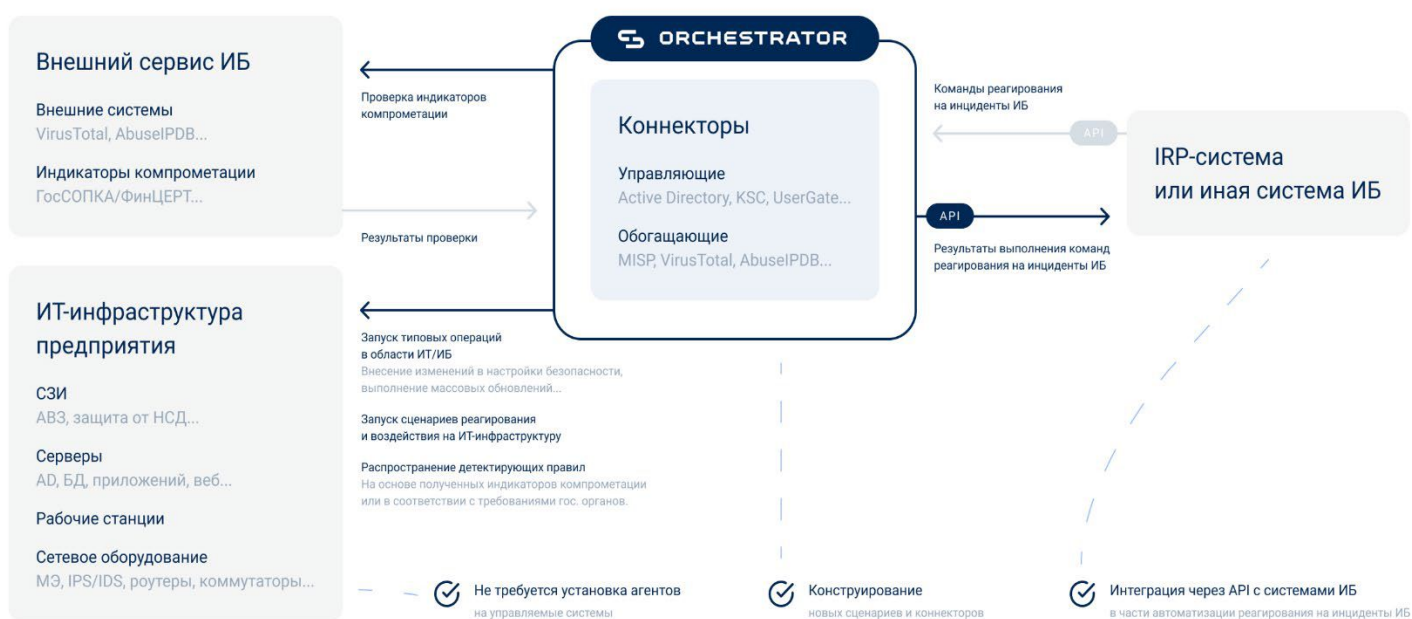 Внешний сервис ИБ
Внешние системы
VirusTotal, AbuseIPDB...
Индикаторы компрометации
ГосСОПКА/ФинЦЕРТ...
ИТ-инфраструктура
предприятия
СЗИ
АВЗ, защита от НСД...
Серверы
AD, БД, приложений, веб...
Рабочие станции
Сетевое оборудование
МЭ, IPS/IDS, роутеры, коммутаторы...
Проверка индикаторов
компрометации
Результаты проверки
Запуск типовых операций
в области ИТ/ИБ
Внесение изменений в настройки безопасности,
выполнение массовых обновлений...
Запуск сценариев реагирования
и воздействия на ИТ-инфраструктуру
Распространение детектирующих правил
На основе полученных индикаторов компрометации
или в соответствии с требованиями гос. органов.
ORCHESTRATOR
Коннекторы
Управляющие
Active Directory, KSC, UserGate...
Обогащающие
MISP, VirusTotal, AbuseIPDB...
Команды реагирования
на инциденты ИБ
API
API
Результаты выполнения команд
реагирования на инциденты ИБ
IRP-система
или иная система ИБ
Не требуется установка агентов
на управляемые системы
Конструирование
новых сценариев и коннекторов
Интеграция через API с системами ИБ
в части автоматизации реагирования на инциденты ИБ